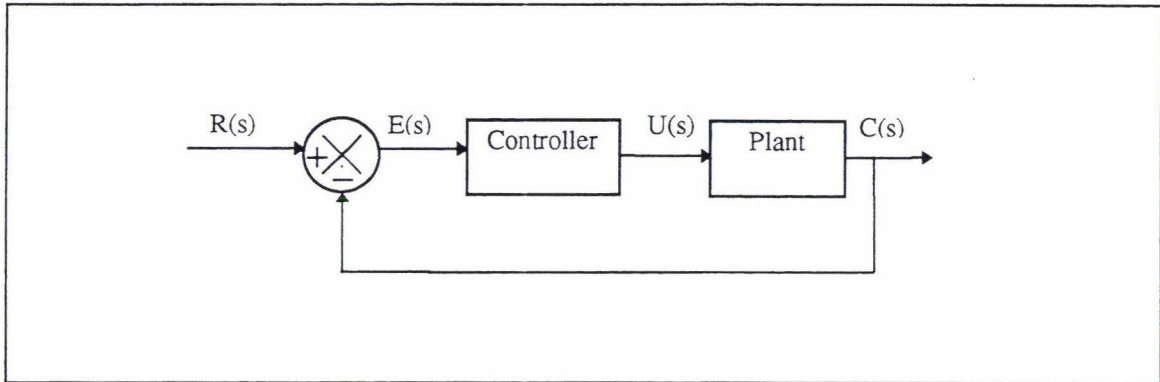 R(s)
E(s)
Controller
U(s)
Plant
C(s)
+
−